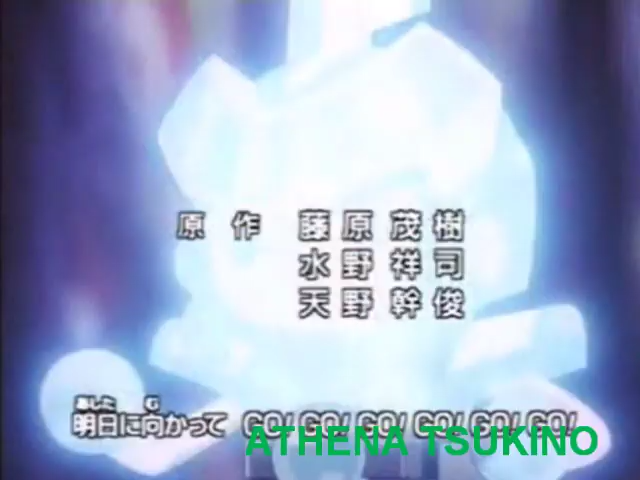 原作 藤原茂樹
水野祥司
天野幹俊
あした む
明日に向かって GO! GO! GO! GO! GO! GO!
ATHENA TSUKINO